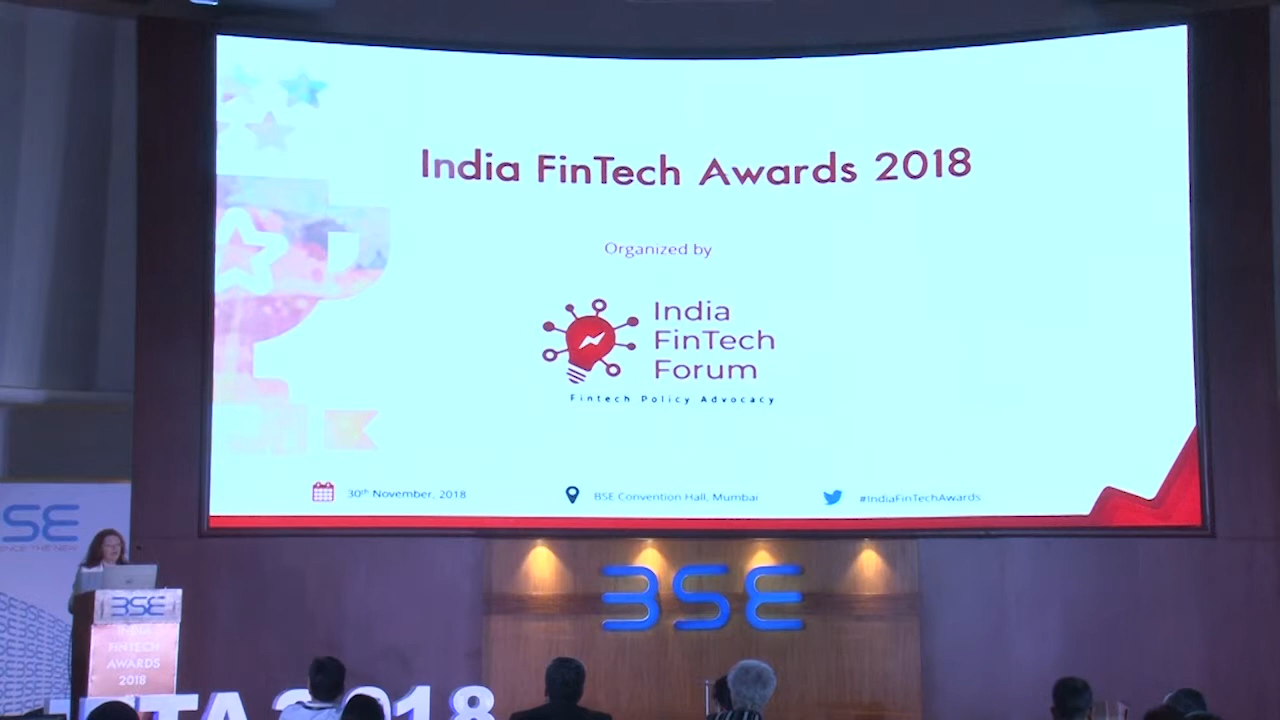 India FinTech Awards 2018
Organized by
India
FinTech
Forum
Fintech Policy Advocacy
30th November, 2018
BSE Convention Hall, Mumbai
#IndiaFinTechAwards
BSE
BSE
BSE
INDIA
FINTECH
AWARDS
2018
2018